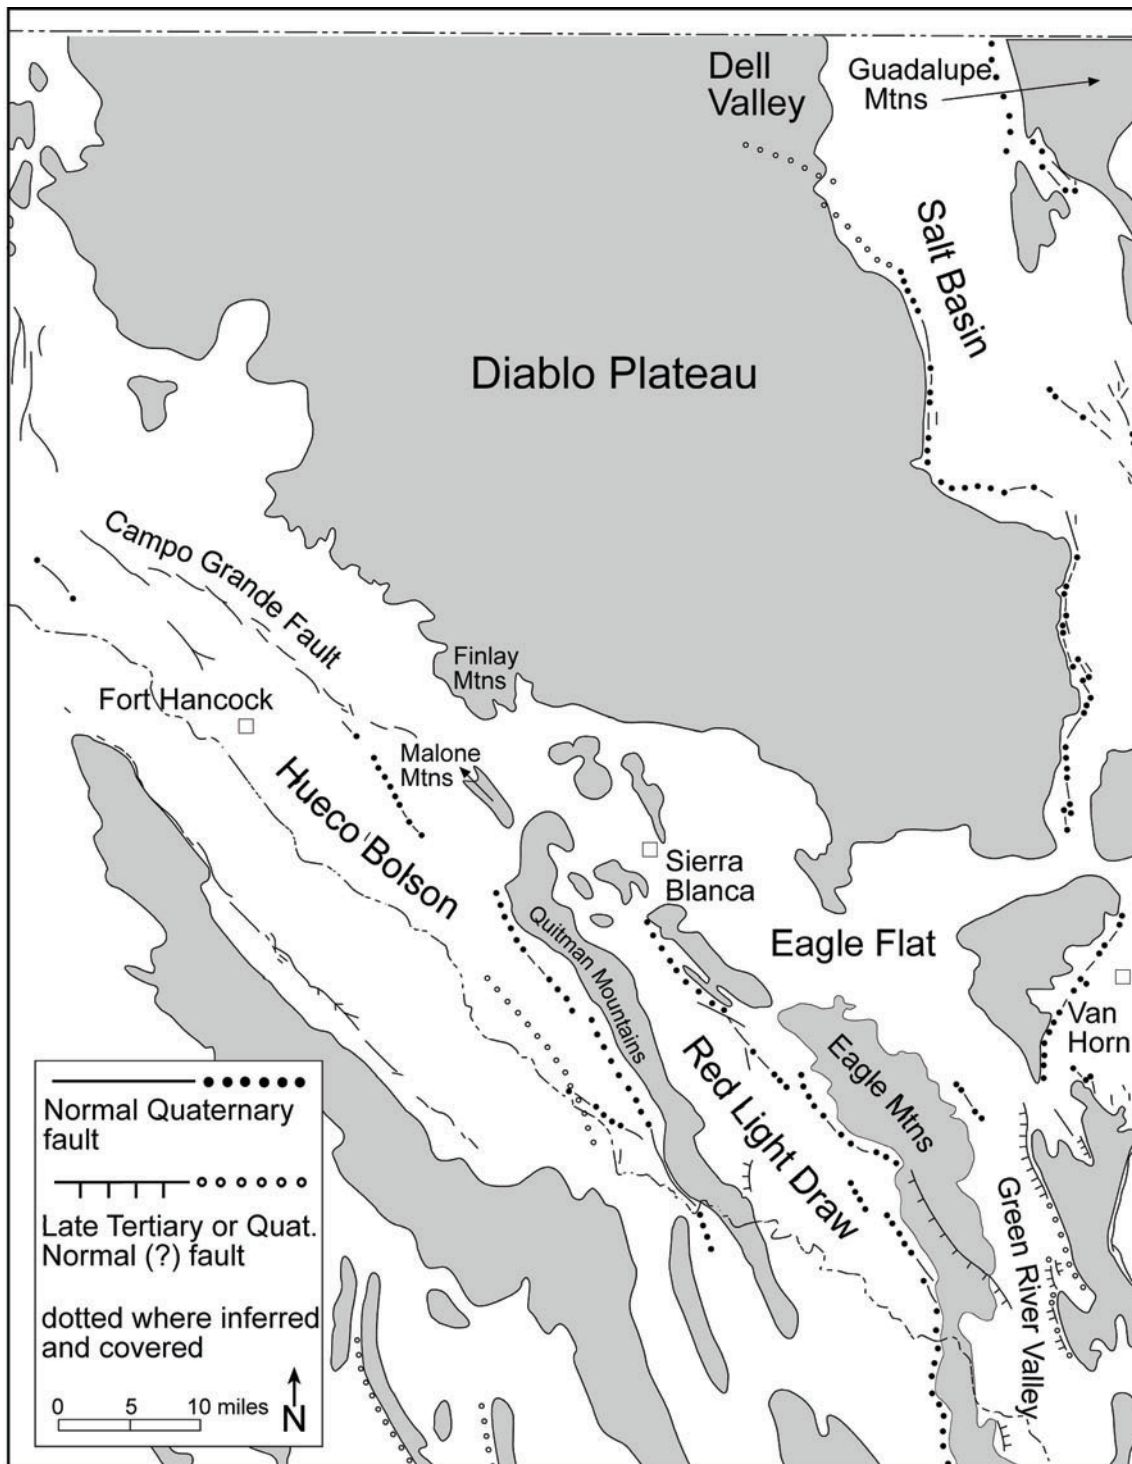 Dell
Valley
Guadalupe
Mtns
Salt Basin
Diablo Plateau
Campo Grande Fault
Finlay
Mtns
Fort Hancock
Malone
Mtns
Hueco Bolson
Sierra
Blanca
Quitman Mountains
Eagle Flat
Van
Horn
Red Light Draw
Eagle Mtns
Green River Valley
Normal Quaternary
fault
Late Tertiary or Quat.
Normal (?) fault
dotted where inferred
and covered
0 5 10 miles
N